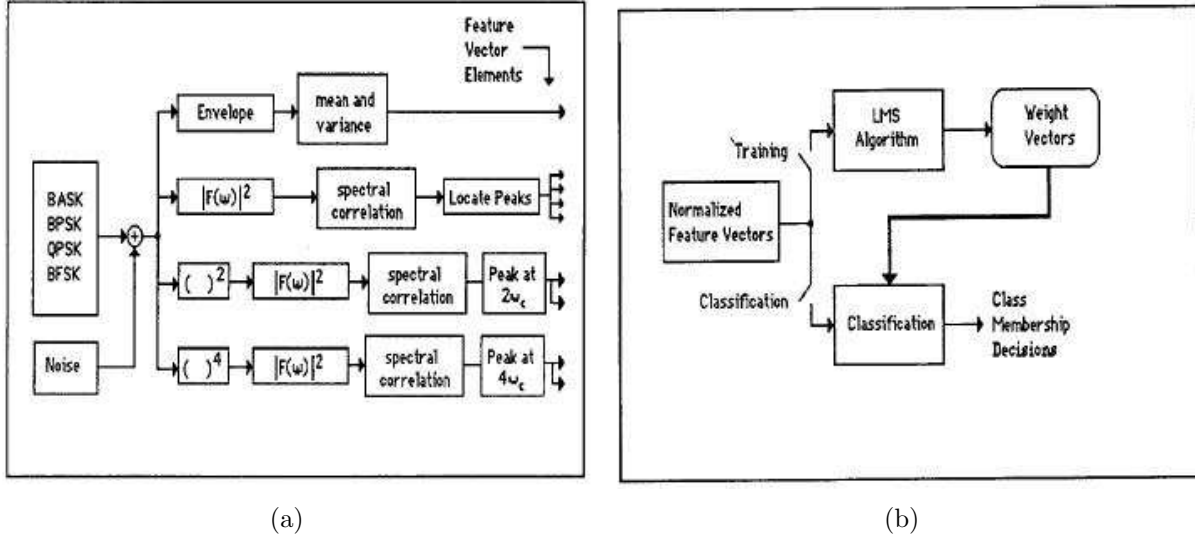 Feature
Vector
Elements
Envelope
mean and
variance
BASK
BPSK
QPSK
BFSK
|F(ω)|²
spectral
correlation
Locate Peaks
+
( )²
|F(ω)|²
spectral
correlation
Peak at
2ω_c
Noise
( )⁴
|F(ω)|²
spectral
correlation
Peak at
4ω_c
(a)
LMS
Algorithm
Weight
Vectors
Training
Normalized
Feature Vectors
Classification
Classification
Class
Membership
Decisions
(b)